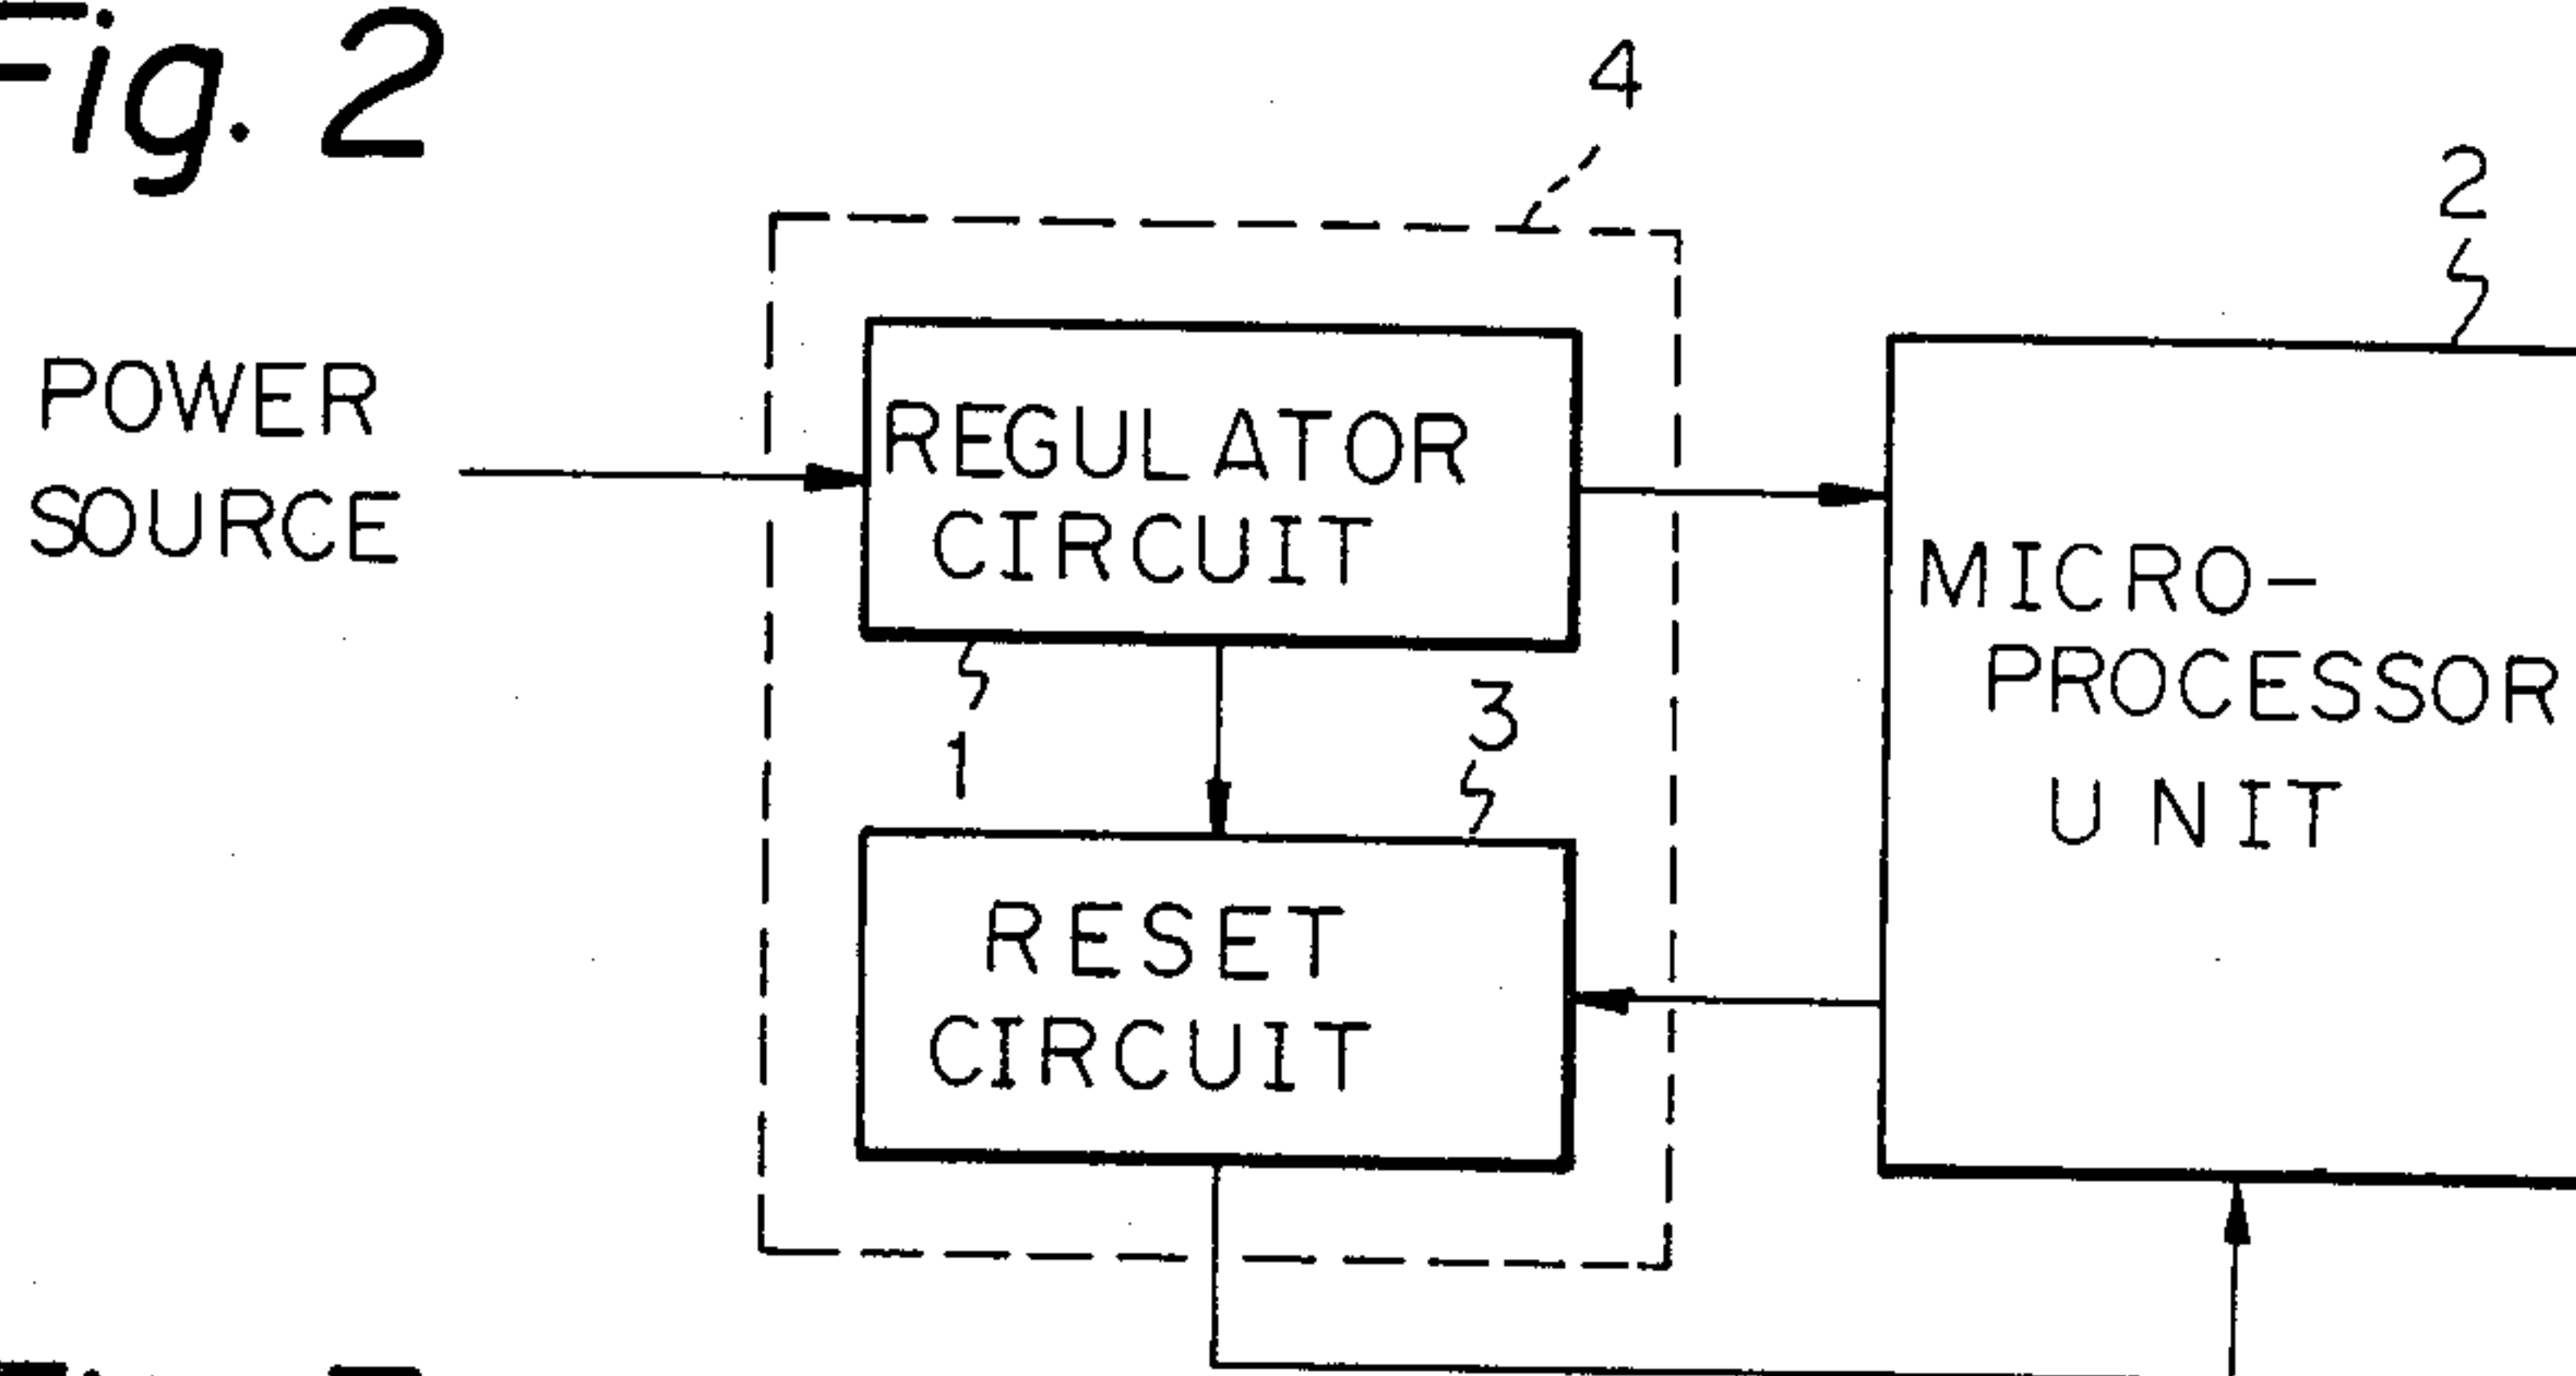 Fig. 2
4
2
POWER
SOURCE
REGULATOR
CIRCUIT
MICRO-
PROCESSOR
UNIT
1
3
RESET
CIRCUIT